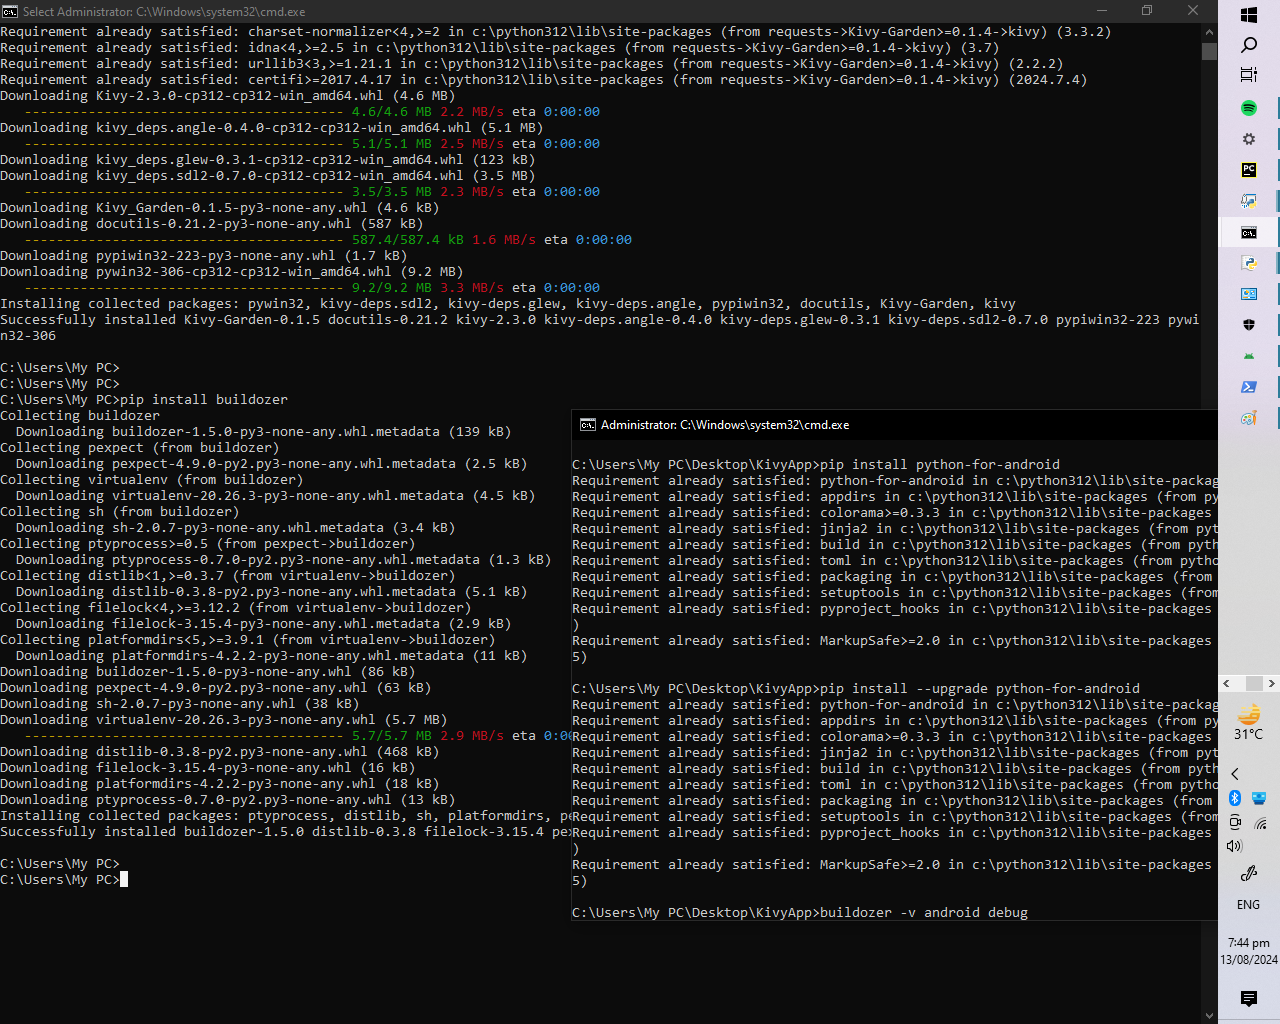 Select Administrator: C:\Windows\system32\cmd.exe
Requirement already satisfied: charset-normalizer<4,>=2 in c:\python312\lib\site-packages (from requests->Kivy-Garden>=0.1.4->kivy) (3.3.2)
Requirement already satisfied: idna<4,>=2.5 in c:\python312\lib\site-packages (from requests->Kivy-Garden>=0.1.4->kivy) (3.7)
Requirement already satisfied: urllib3<3,>=1.21.1 in c:\python312\lib\site-packages (from requests->Kivy-Garden>=0.1.4->kivy) (2.2.2)
Requirement already satisfied: certifi>=2017.4.17 in c:\python312\lib\site-packages (from requests->Kivy-Garden>=0.1.4->kivy) (2024.7.4)
Downloading Kivy-2.3.0-cp312-cp312-win_amd64.whl (4.6 MB)
---------------------------------------- 4.6/4.6 MB 2.2 MB/s eta 0:00:00
Downloading kivy_deps.angle-0.4.0-cp312-cp312-win_amd64.whl (5.1 MB)
---------------------------------------- 5.1/5.1 MB 2.5 MB/s eta 0:00:00
Downloading kivy_deps.glew-0.3.1-cp312-cp312-win_amd64.whl (123 kB)
Downloading kivy_deps.sdl2-0.7.0-cp312-cp312-win_amd64.whl (3.5 MB)
---------------------------------------- 3.5/3.5 MB 2.3 MB/s eta 0:00:00
Downloading Kivy_Garden-0.1.5-py3-none-any.whl (4.6 kB)
Downloading docutils-0.21.2-py3-none-any.whl (587 kB)
---------------------------------------- 587.4/587.4 kB 1.6 MB/s eta 0:00:00
Downloading pypiwin32-223-py3-none-any.whl (1.7 kB)
Downloading pywin32-306-cp312-cp312-win_amd64.whl (9.2 MB)
---------------------------------------- 9.2/9.2 MB 3.3 MB/s eta 0:00:00
Installing collected packages: pywin32, kivy-deps.sdl2, kivy-deps.glew, kivy-deps.angle, pypiwin32, docutils, Kivy-Garden, kivy
Successfully installed Kivy-Garden-0.1.5 docutils-0.21.2 kivy-2.3.0 kivy-deps.angle-0.4.0 kivy-deps.glew-0.3.1 kivy-deps.sdl2-0.7.0 pypiwin32-223 pywi
n32-306
C:\Users\My PC>
C:\Users\My PC>
C:\Users\My PC>pip install buildozer
Collecting buildozer
Downloading buildozer-1.5.0-py3-none-any.whl.metadata (139 kB)
Collecting pexpect (from buildozer)
Downloading pexpect-4.9.0-py2.py3-none-any.whl.metadata (2.5 kB)
Collecting virtualenv (from buildozer)
Downloading virtualenv-20.26.3-py3-none-any.whl.metadata (4.5 kB)
Collecting sh (from buildozer)
Downloading sh-2.0.7-py3-none-any.whl.metadata (3.4 kB)
Collecting ptyprocess>=0.5 (from pexpect->buildozer)
Downloading ptyprocess-0.7.0-py2.py3-none-any.whl.metadata (1.3 kB)
Collecting distlib<1,>=0.3.7 (from virtualenv->buildozer)
Downloading distlib-0.3.8-py2.py3-none-any.whl.metadata (5.1 kB)
Collecting filelock<4,>=3.12.2 (from virtualenv->buildozer)
Downloading filelock-3.15.4-py3-none-any.whl.metadata (2.9 kB)
Collecting platformdirs<5,>=3.9.1 (from virtualenv->buildozer)
Downloading platformdirs-4.2.2-py3-none-any.whl.metadata (11 kB)
Downloading buildozer-1.5.0-py3-none-any.whl (86 kB)
Downloading pexpect-4.9.0-py2.py3-none-any.whl (63 kB)
Downloading sh-2.0.7-py3-none-any.whl (38 kB)
Downloading virtualenv-20.26.3-py3-none-any.whl (5.7 MB)
---------------------------------------- 5.7/5.7 MB 2.9 MB/s eta 0:00
Downloading distlib-0.3.8-py2.py3-none-any.whl (468 kB)
Downloading filelock-3.15.4-py3-none-any.whl (16 kB)
Downloading platformdirs-4.2.2-py3-none-any.whl (18 kB)
Downloading ptyprocess-0.7.0-py2.py3-none-any.whl (13 kB)
Installing collected packages: ptyprocess, distlib, sh, platformdirs, pe
Successfully installed buildozer-1.5.0 distlib-0.3.8 filelock-3.15.4 pex
C:\Users\My PC>
C:\Users\My PC>
Administrator: C:\Windows\system32\cmd.exe
C:\Users\My PC\Desktop\KivyApp>pip install python-for-android
Requirement already satisfied: python-for-android in c:\python312\lib\site-packag
Requirement already satisfied: appdirs in c:\python312\lib\site-packages (from py
Requirement already satisfied: colorama>=0.3.3 in c:\python312\lib\site-packages
Requirement already satisfied: jinja2 in c:\python312\lib\site-packages (from pyt
Requirement already satisfied: build in c:\python312\lib\site-packages (from pyth
Requirement already satisfied: toml in c:\python312\lib\site-packages (from pytho
Requirement already satisfied: packaging in c:\python312\lib\site-packages (from
Requirement already satisfied: setuptools in c:\python312\lib\site-packages (from
Requirement already satisfied: pyproject_hooks in c:\python312\lib\site-packages
)
Requirement already satisfied: MarkupSafe>=2.0 in c:\python312\lib\site-packages
5)
C:\Users\My PC\Desktop\KivyApp>pip install --upgrade python-for-android
Requirement already satisfied: python-for-android in c:\python312\lib\site-packag
Requirement already satisfied: appdirs in c:\python312\lib\site-packages (from py
Requirement already satisfied: colorama>=0.3.3 in c:\python312\lib\site-packages
Requirement already satisfied: jinja2 in c:\python312\lib\site-packages (from pyt
Requirement already satisfied: build in c:\python312\lib\site-packages (from pyth
Requirement already satisfied: toml in c:\python312\lib\site-packages (from pytho
Requirement already satisfied: packaging in c:\python312\lib\site-packages (from
Requirement already satisfied: setuptools in c:\python312\lib\site-packages (from
Requirement already satisfied: pyproject_hooks in c:\python312\lib\site-packages
)
Requirement already satisfied: MarkupSafe>=2.0 in c:\python312\lib\site-packages
5)
C:\Users\My PC\Desktop\KivyApp>buildozer -v android debug
PC
31°C
ENG
7:44 pm
13/08/2024